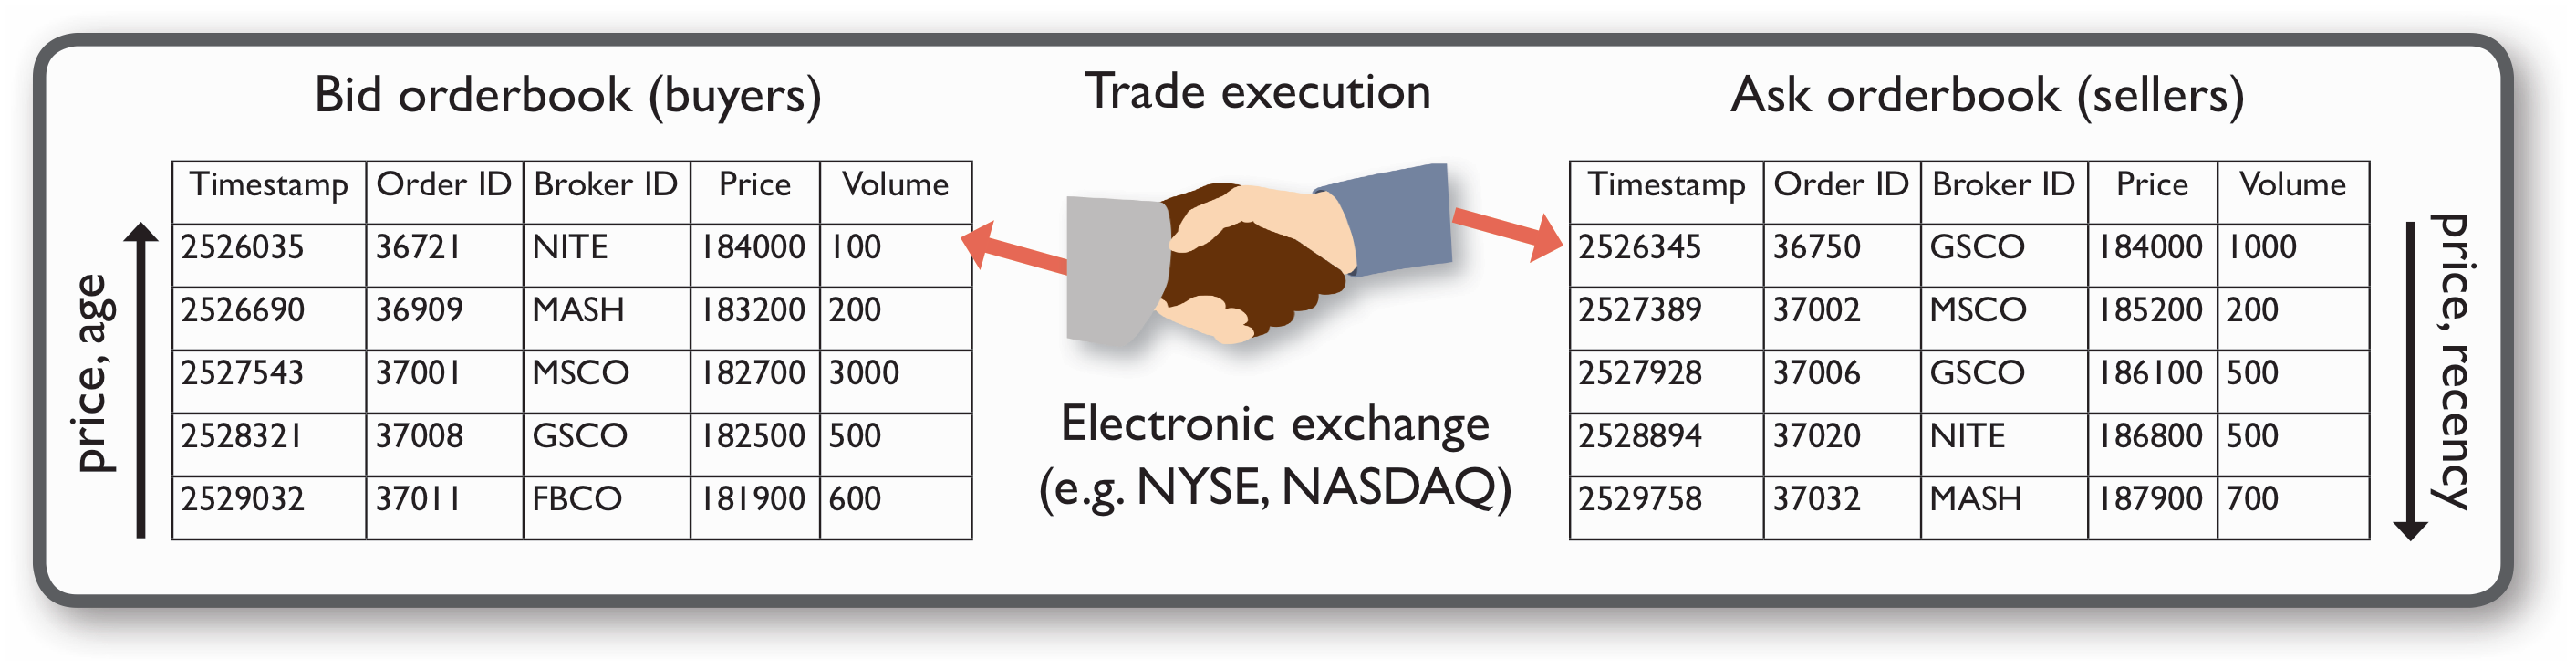 Bid orderbook (buyers)
Trade execution
Ask orderbook (sellers)
price, age
Timestamp Order ID Broker ID Price Volume
2526035 36721 NITE 184000 100
2526690 36909 MASH 183200 200
2527543 37001 MSCO 182700 3000
2528321 37008 GSCO 182500 500
2529032 37011 FBCO 181900 600
Electronic exchange
(e.g. NYSE, NASDAQ)
Timestamp Order ID Broker ID Price Volume
2526345 36750 GSCO 184000 1000
2527389 37002 MSCO 185200 200
2527928 37006 GSCO 186100 500
2528894 37020 NITE 186800 500
2529758 37032 MASH 187900 700
price, recency